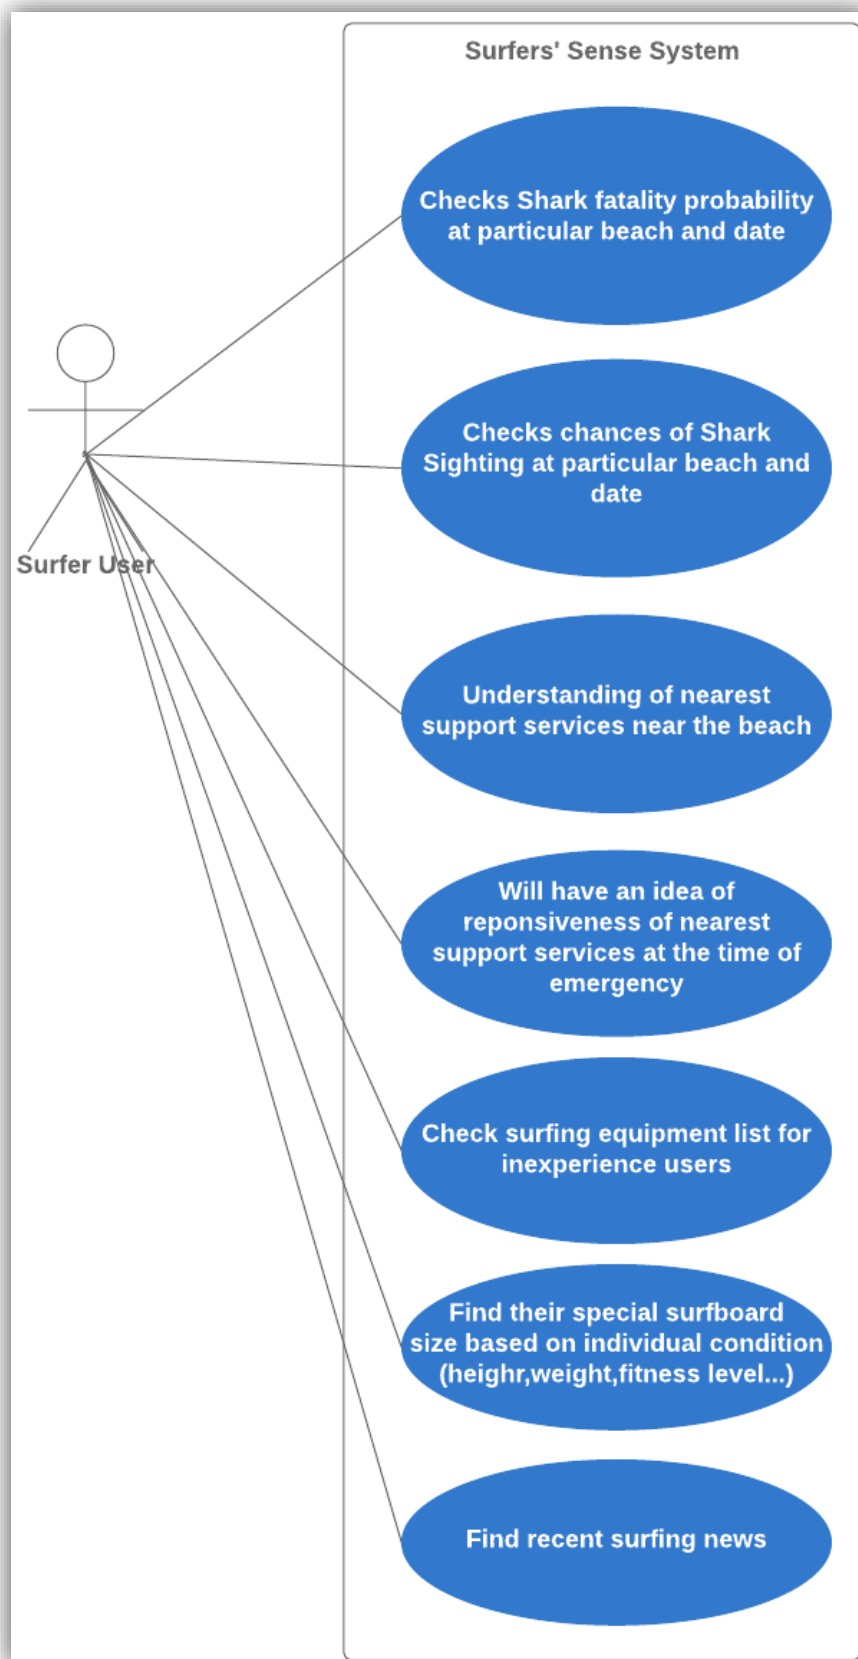 Surfers' Sense System
Checks Shark fatality probability
at particular beach and date
Checks chances of Shark
Sighting at particular beach and
date
Surfer User
Understanding of nearest
support services near the beach
Will have an idea of
reponsiveness of nearest
support services at the time of
emergency
Check surfing equipment list for
inexperience users
Find their special surfboard
size based on individual condition
(heighr,weight,fitness level...)
Find recent surfing news